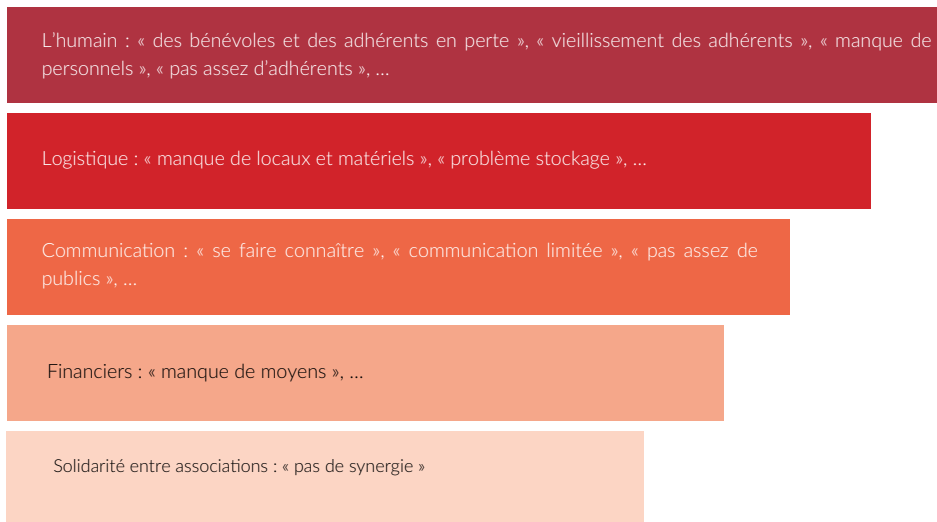 L’humain : « des bénévoles et des adhérents en perte », « vieillissement des adhérents », « manque de
personnels », « pas assez d’adhérents », …
Logistique : « manque de locaux et matériels », « problème stockage », …
Communication : « se faire connaître », « communication limitée », « pas assez de
publics », …
Financiers : « manque de moyens », …
Solidarité entre associations : « pas de synergie »